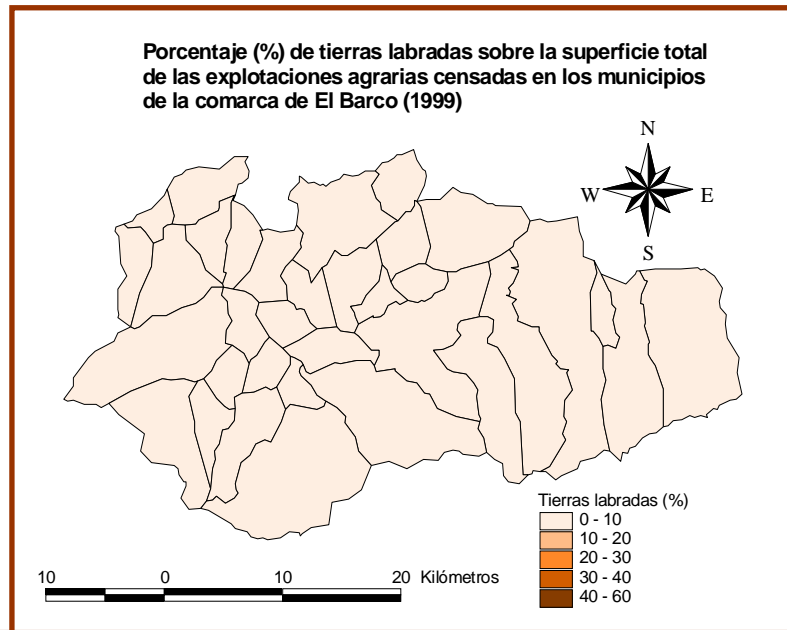 Porcentaje (%) de tierras labradas sobre la superficie total
de las explotaciones agrarias censadas en los municipios
de la comarca de El Barco (1999)
N
W
E
S
Tierras labradas (%)
0 - 10
10 - 20
20 - 30
30 - 40
40 - 60
10 0 10 20 Kilómetros